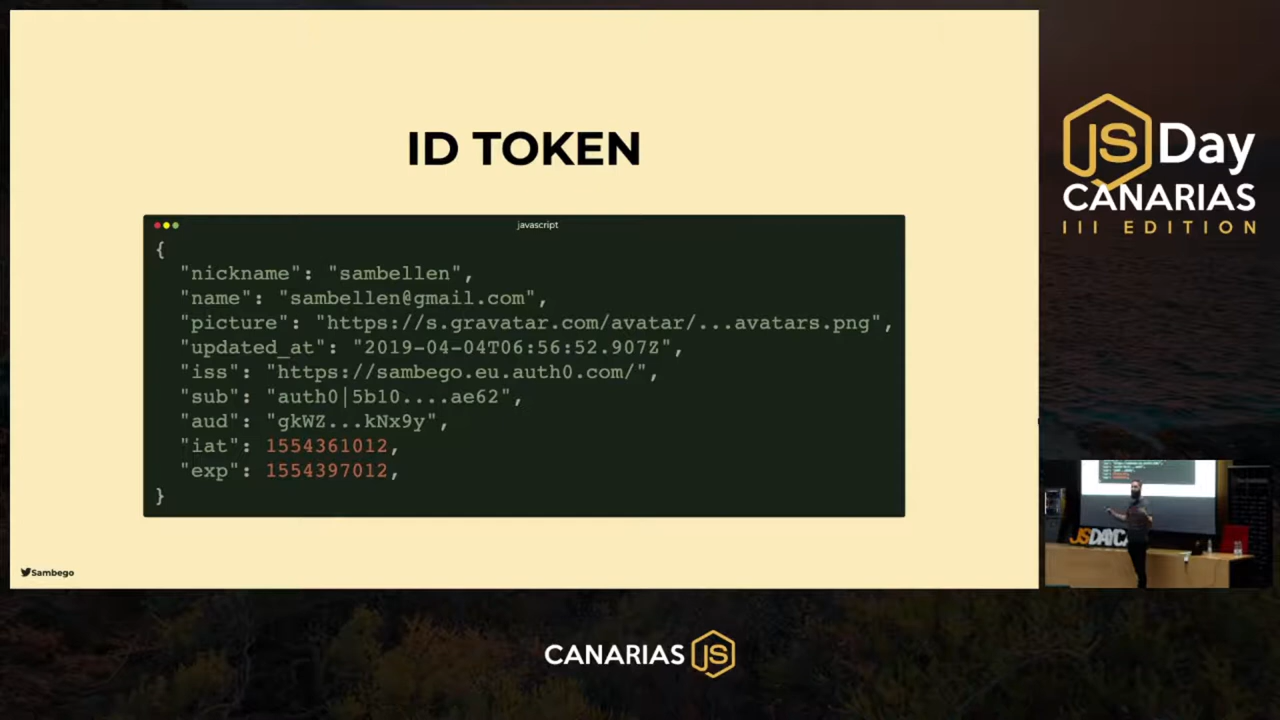 ID TOKEN
javascript
{
"nickname": "sambellen",
"name": "sambellen@gmail.com",
"picture": "https://s.gravatar.com/avatar/...avatars.png",
"updated_at": "2019-04-04T06:56:52.907Z",
"iss": "https://sambego.eu.auth0.com/",
"sub": "auth0|5b10....ae62",
"aud": "gkWZ...kNx9y",
"iat": 1554361012,
"exp": 1554397012,
}
Sambego
JS Day
CANARIAS
III EDITION
JSDAYCA
CANARIAS JS